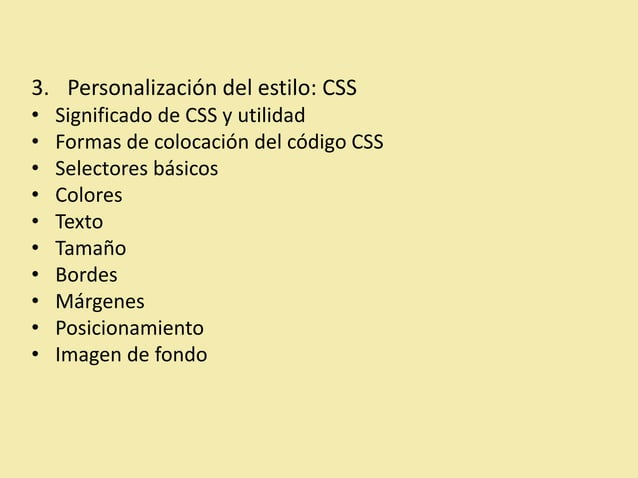 3. Personalización del estilo: CSS
• Significado de CSS y utilidad
• Formas de colocación del código CSS
• Selectores básicos
• Colores
• Texto
• Tamaño
• Bordes
• Márgenes
• Posicionamiento
• Imagen de fondo